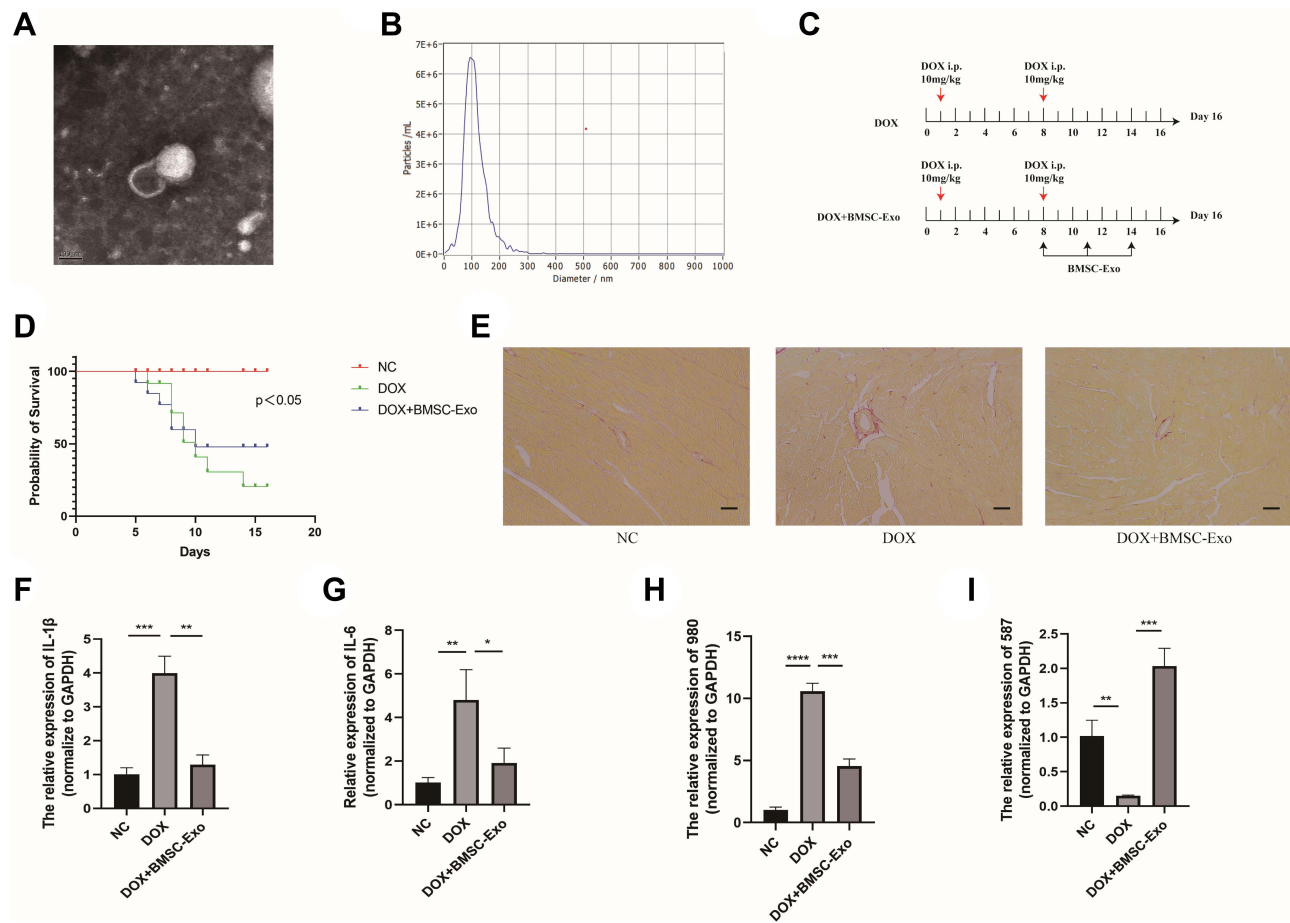 A
100 nm
B
7E+6
6E+6
5E+6
4E+6
3E+6
2E+6
1E+6
0E+0
Particles /mL
0 100 200 300 400 500 600 700 800 900 1000
Diameter / nm
C
DOX i.p.
10mg/kg
DOX i.p.
10mg/kg
DOX
0 2 4 6 8 10 12 14 16
Day 16
DOX i.p.
10mg/kg
DOX i.p.
10mg/kg
DOX+BMSC-Exo
0 2 4 6 8 10 12 14 16
Day 16
BMSC-Exo
D
Probability of Survival
100
50
0
0 5 10 15 20
Days
p<0.05
NC
DOX
DOX+BMSC-Exo
E
NC
DOX
DOX+BMSC-Exo
F
The relative expression of IL-1β
(normalize to GAPDH)
5
4
3
2
1
0
*** **
NC
DOX
DOX+BMSC-Exo
G
Relative expression of IL-6
(normalized to GAPDH)
8
6
4
2
0
** *
NC
DOX
DOX+BMSC-Exo
H
The relative expression of 980
(normalized to GAPDH)
15
10
5
0
**** ***
NC
DOX
DOX+BMSC-Exo
I
The relative expression of 587
(normalized to GAPDH)
2.5
2.0
1.5
1.0
0.5
0.0
** ***
NC
DOX
DOX+BMSC-Exo